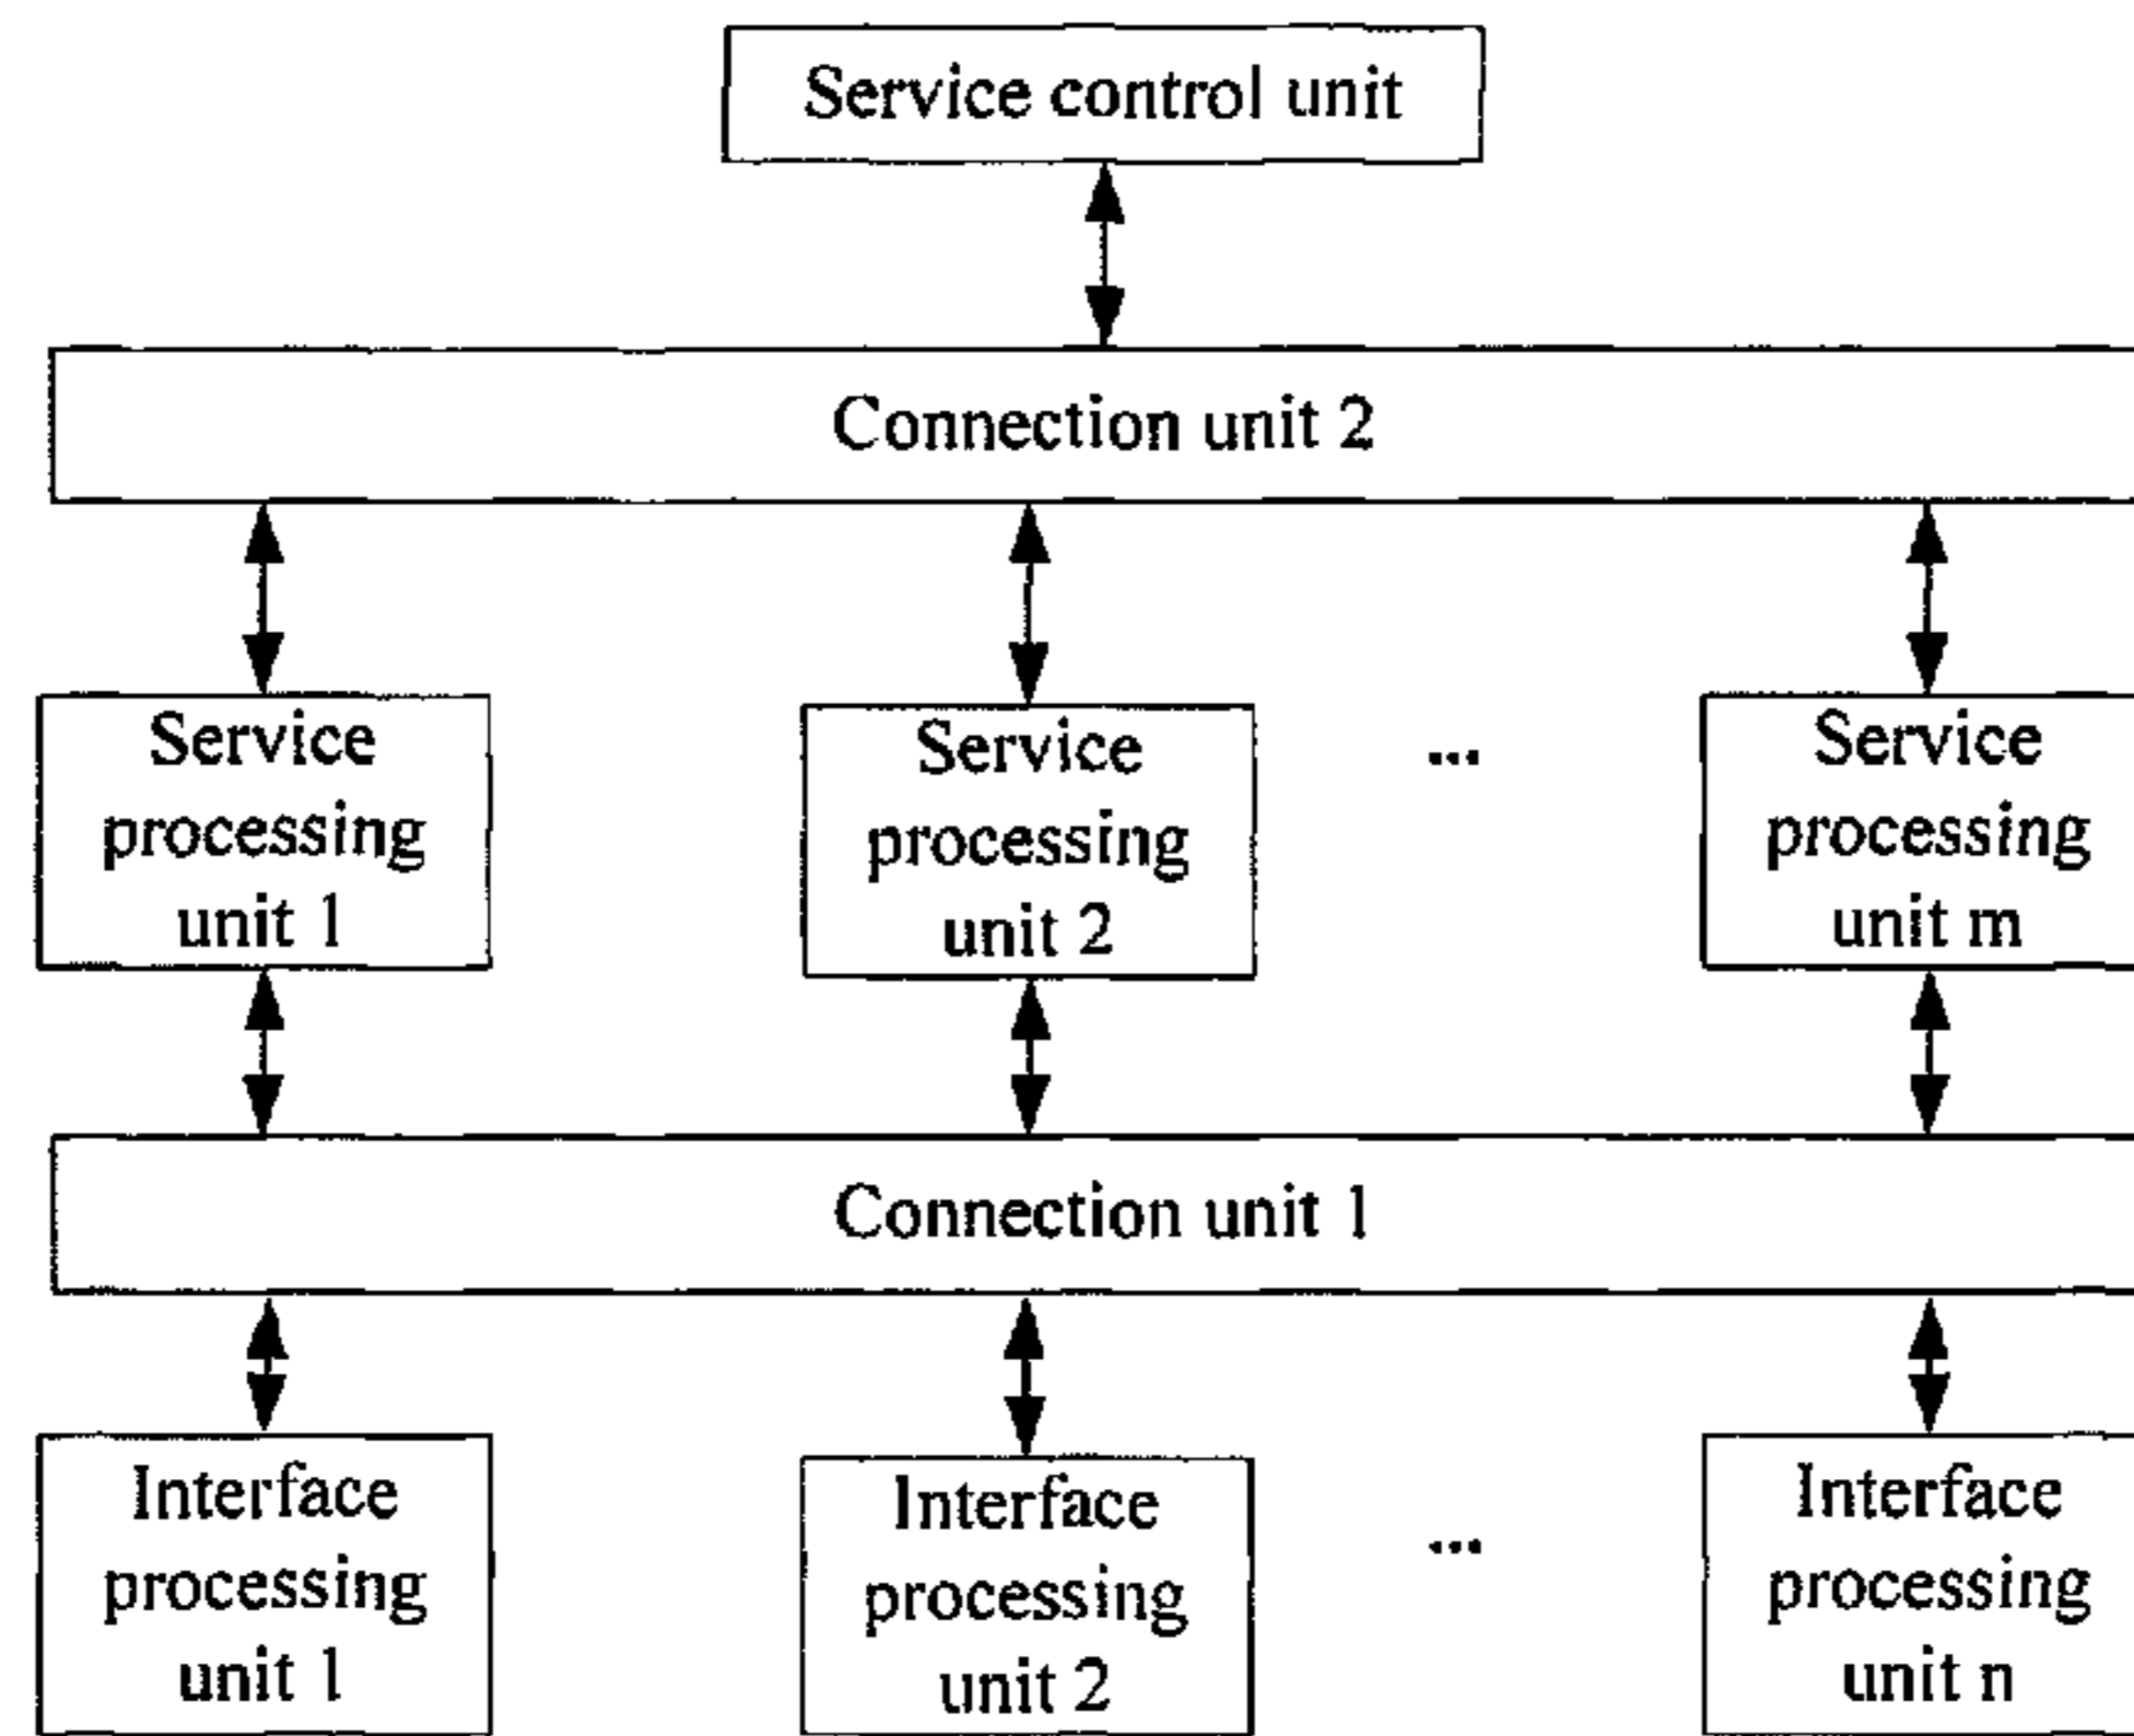 Service control unit
Connection unit 2
Service
processing
unit 1
Service
processing
unit 2
...
Service
processing
unit m
Connection unit 1
Interface
processing
unit 1
Interface
processing
unit 2
...
Interface
processing
unit n